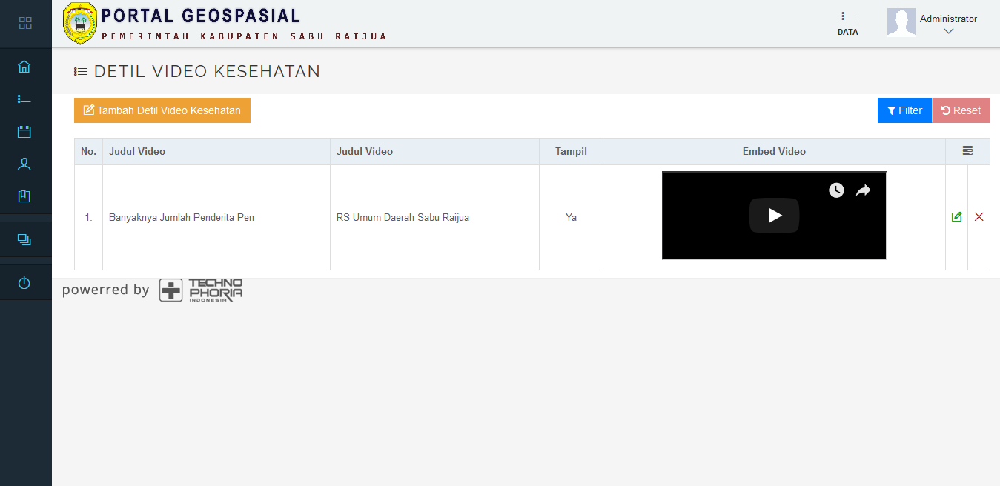 PORTAL GEOSPASIAL
PEMERINTAH KABUPATEN SABU RAIJUA
DATA
Administrator
DETIL VIDEO KESEHATAN
Tambah Detil Video Kesehatan
Filter Reset
No. Judul Video Judul Video Tampil Embed Video
1. Banyaknya Jumlah Penderita Pen RS Umum Daerah Sabu Raijua Ya
powerred by TECHNO
PHORIA
INDONESIA